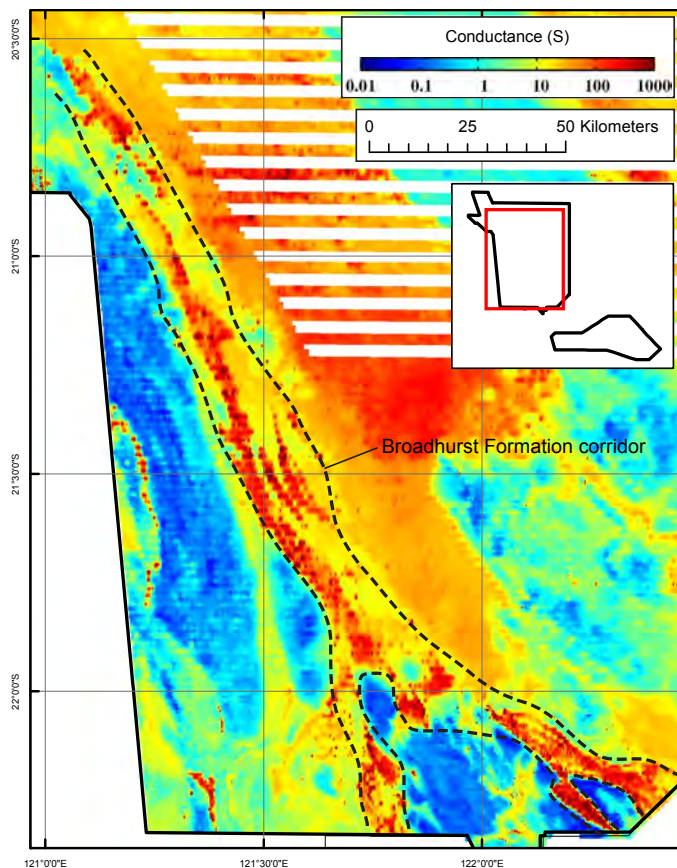 Conductance (S)
0.01 0.1 1 10 100 1000
0 25 50 Kilometers
20°30'0"S
21°0'0"S
Broadhurst Formation corridor
21°30'0"S
22°0'0"S
121°0'0"E 121°30'0"E 122°0'0"E